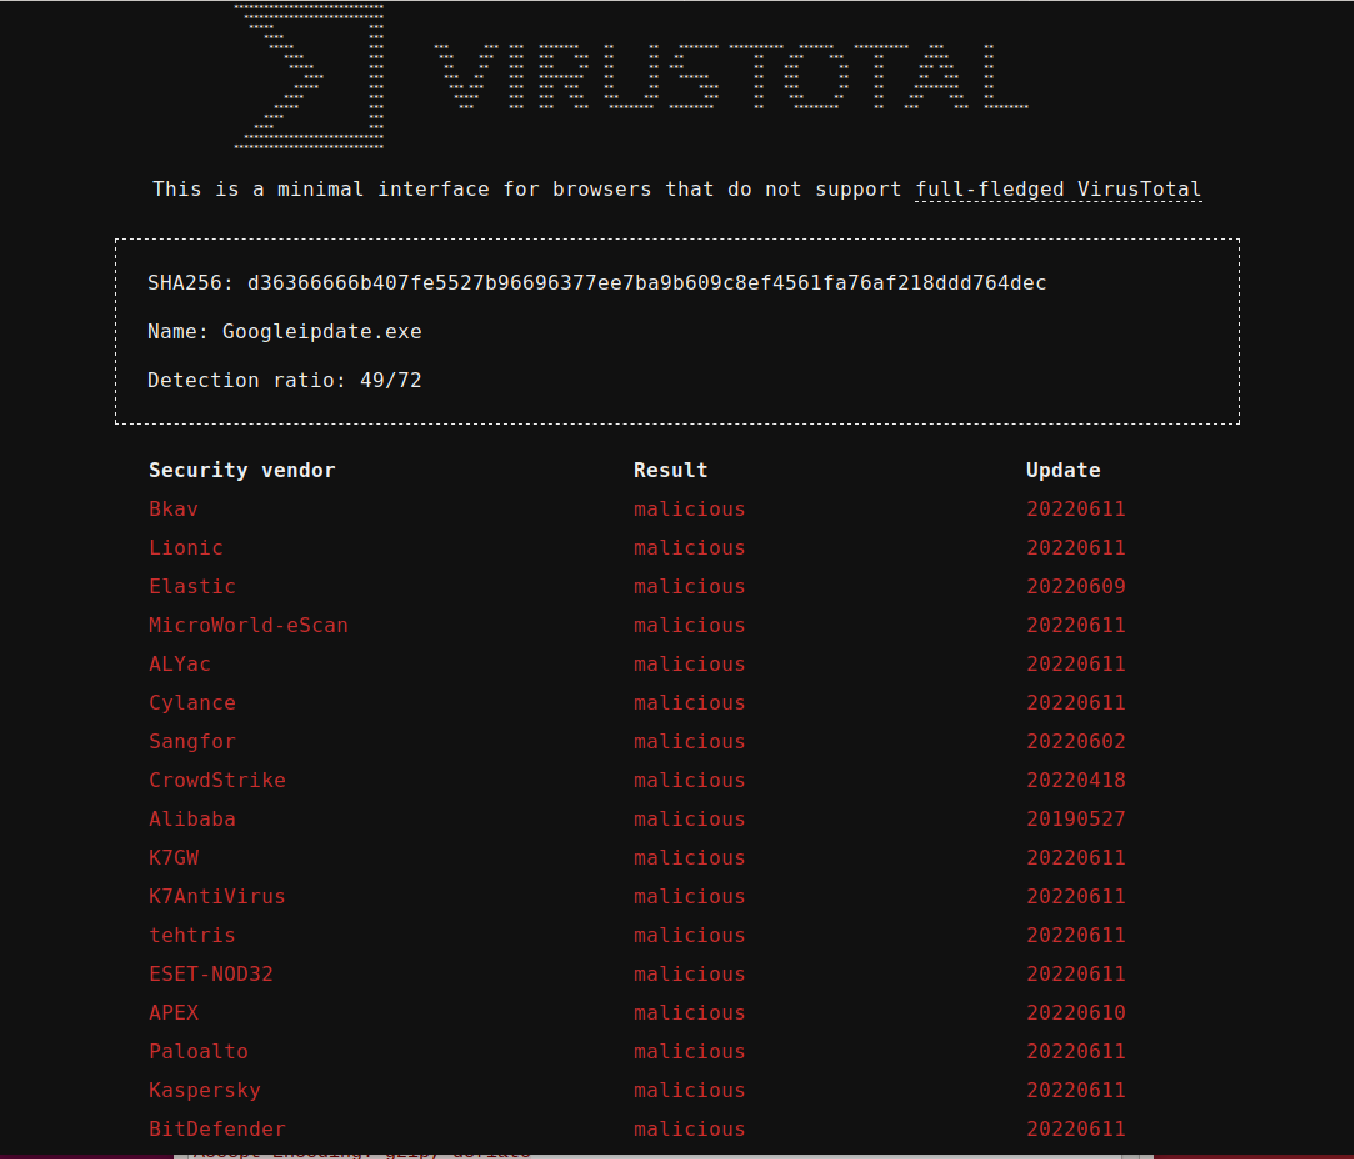 VIRUSTOTAL
This is a minimal interface for browsers that do not support full-fledged VirusTotal
SHA256: d36366666b407fe5527b96696377ee7ba9b609c8ef4561fa76af218ddd764dec
Name: Googleipdate.exe
Detection ratio: 49/72
Security vendor Result Update
Bkav malicious 20220611
Lionic malicious 20220611
Elastic malicious 20220609
MicroWorld-eScan malicious 20220611
ALYac malicious 20220611
Cylance malicious 20220611
Sangfor malicious 20220602
CrowdStrike malicious 20220418
Alibaba malicious 20190527
K7GW malicious 20220611
K7AntiVirus malicious 20220611
tehtris malicious 20220611
ESET-NOD32 malicious 20220611
APEX malicious 20220610
Paloalto malicious 20220611
Kaspersky malicious 20220611
BitDefender malicious 20220611